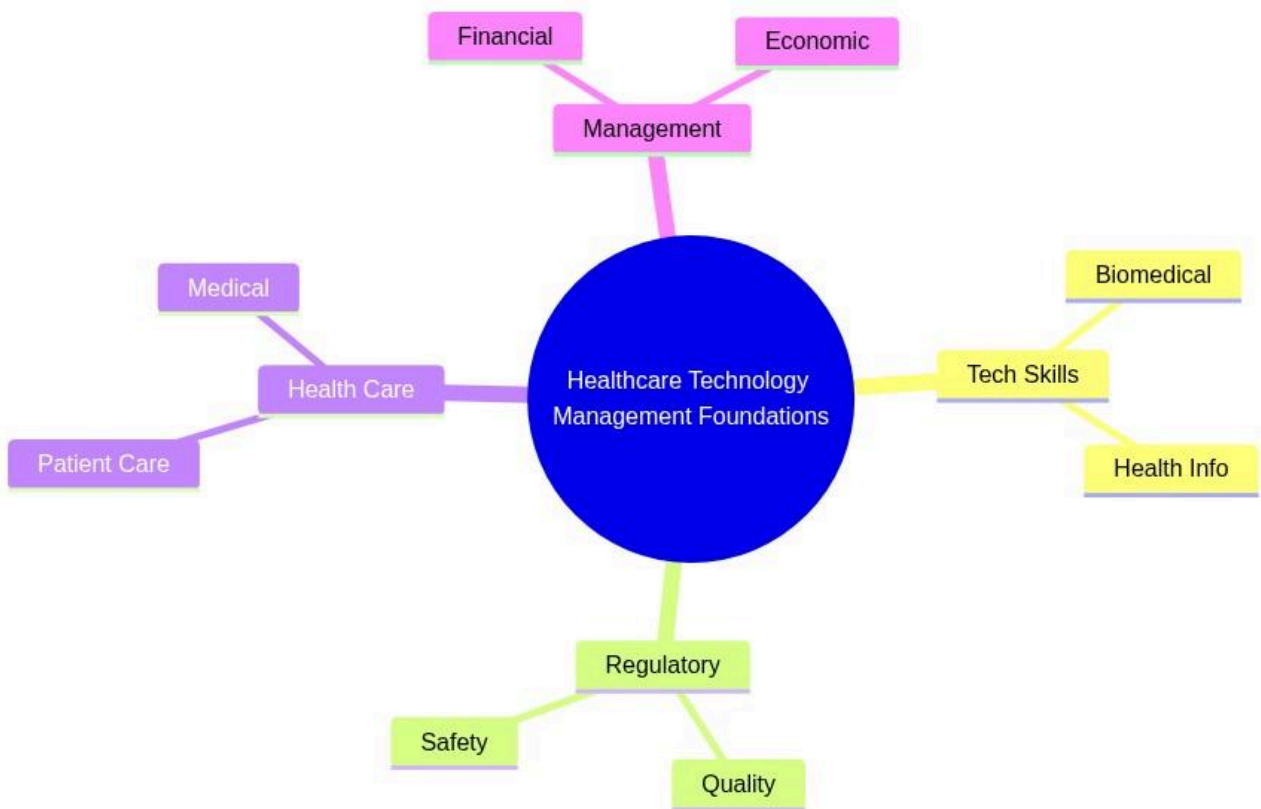 Financial
Economic
Management
Medical
Biomedical
Health Care
Healthcare Technology
Management Foundations
Tech Skills
Patient Care
Health Info
Regulatory
Safety
Quality